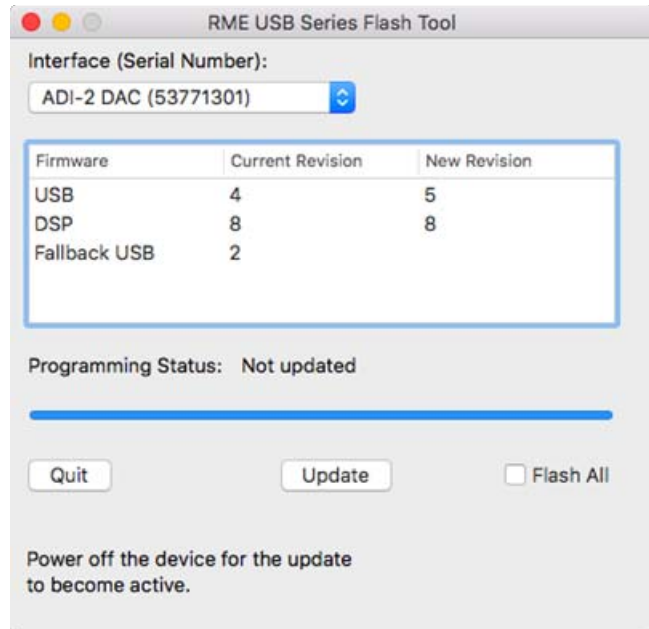 RME USB Series Flash Tool
Interface (Serial Number):
ADI-2 DAC (53771301)
Firmware Current Revision New Revision
USB 4 5
DSP 8 8
Fallback USB 2
Programming Status: Not updated
Quit Update Flash All
Power off the device for the update
to become active.